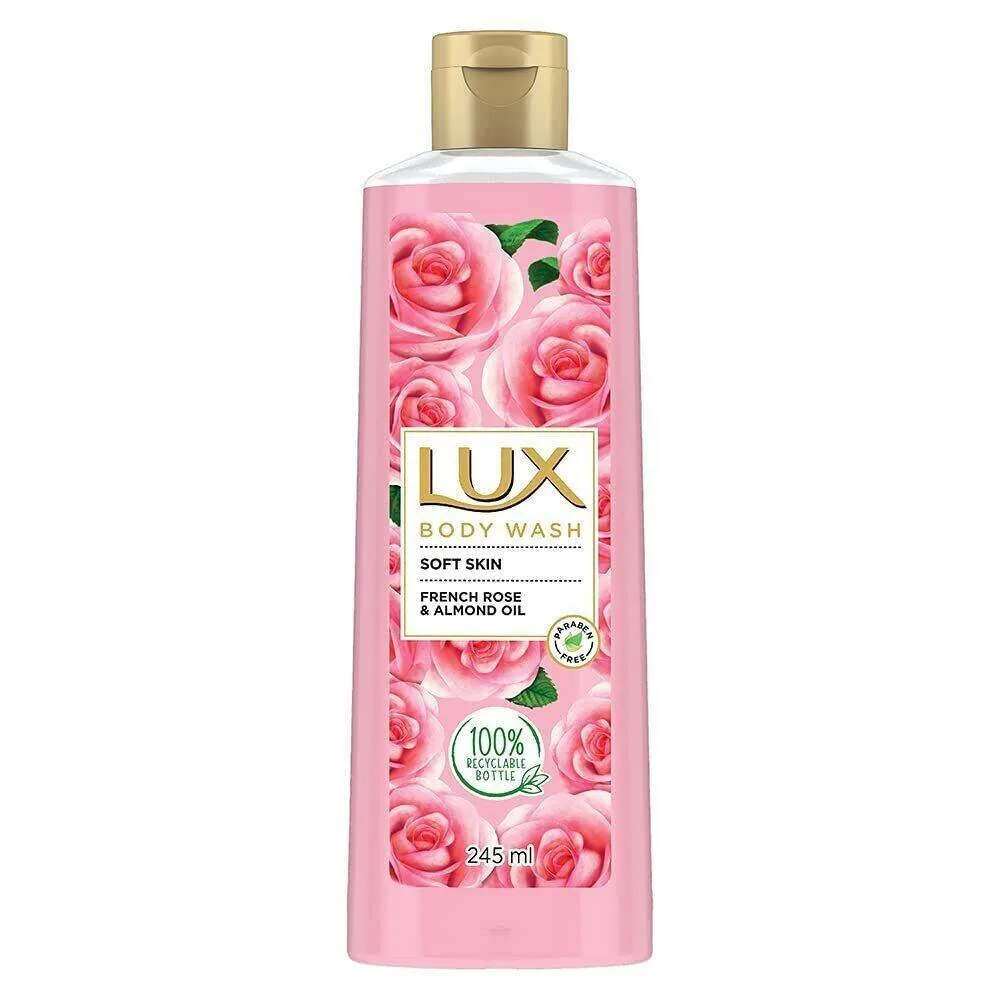 LUX
BODY WASH
SOFT SKIN
FRENCH ROSE
& ALMOND OIL
PARABEN
FREE
100%
RECYCLABLE
BOTTLE
245 ml